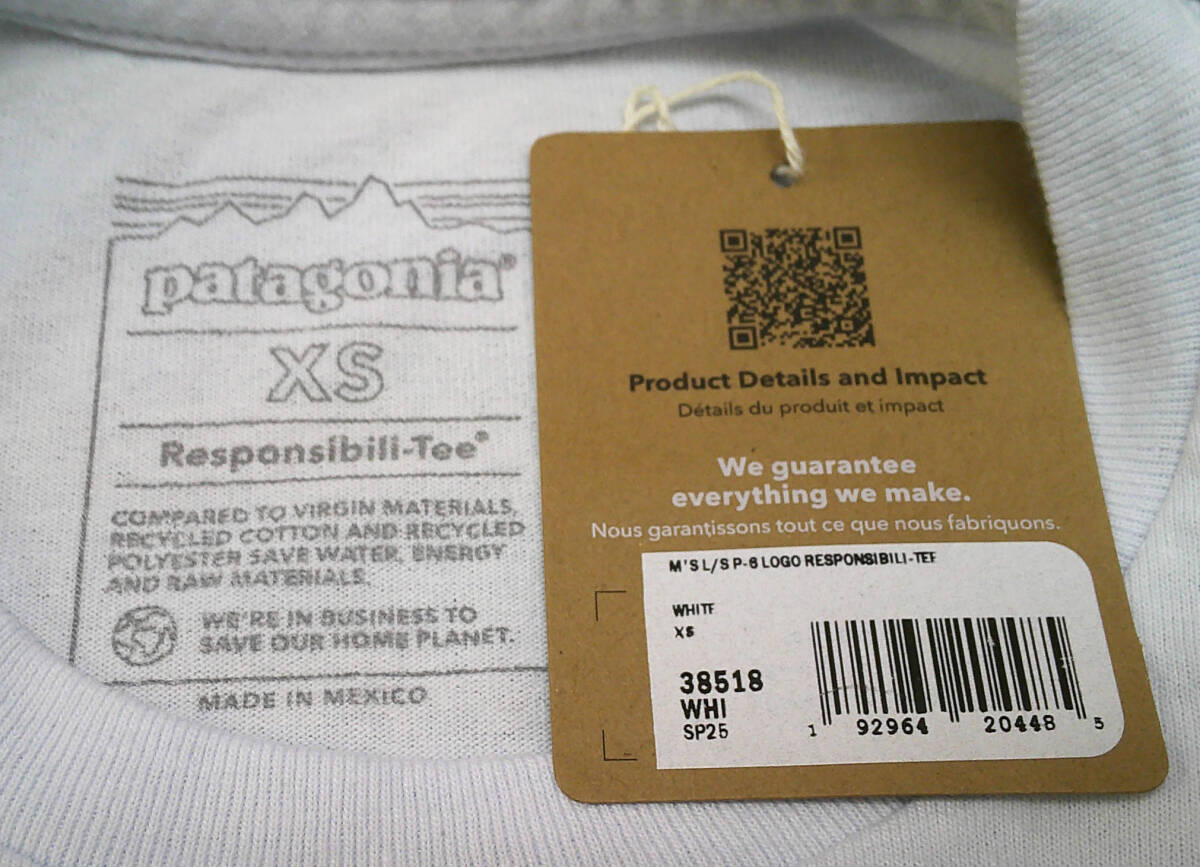 patagonia®
XS
Responsibili-Tee®
COMPARED TO VIRGIN MATERIALS,
RECYCLED COTTON AND RECYCLED
POLYESTER SAVE WATER, ENERGY
AND RAW MATERIALS.
WE'RE IN BUSINESS TO
SAVE OUR HOME PLANET.
MADE IN MEXICO
Product Details and Impact
Détails du produit et impact
We guarantee
everything we make.
Nous garantissons tout ce que nous fabriquons.
M'S L/S P-6 LOGO RESPONSIBILI-TEE
WHITE
XS
38518
WHI
SP25
1 92964 20448 5